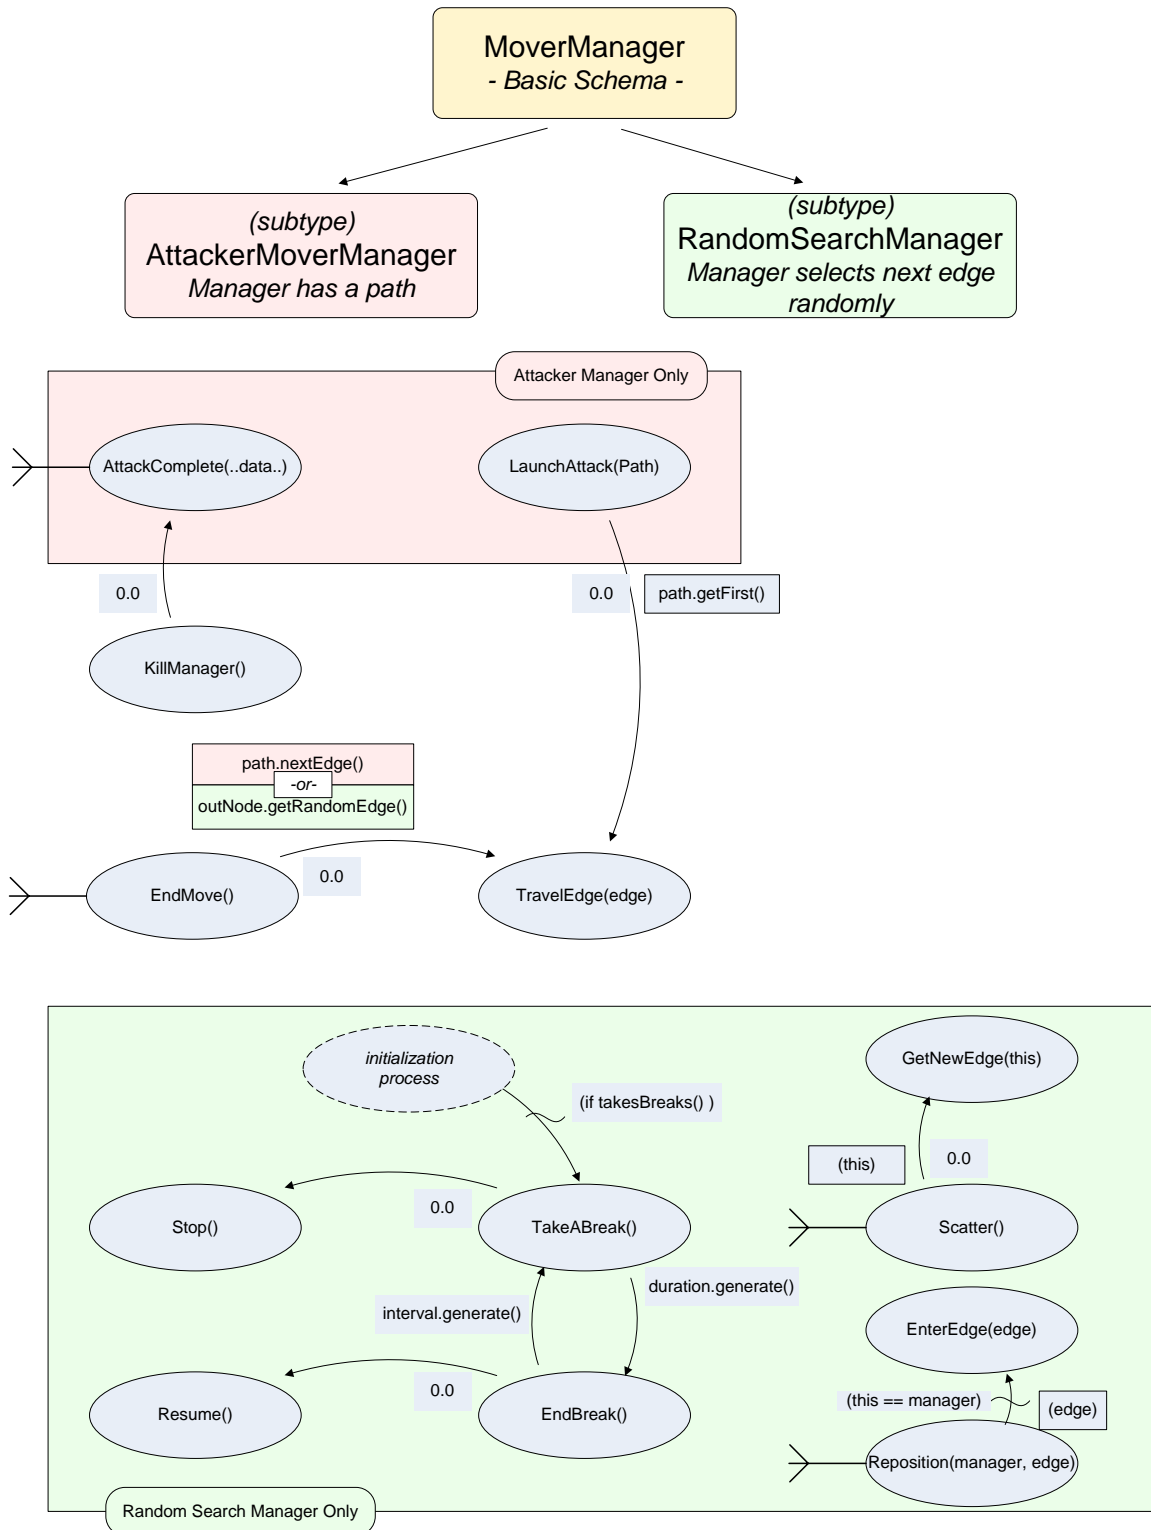 MoverManager
- Basic Schema -
(subtype)
AttackerMoverManager
Manager has a path
(subtype)
RandomSearchManager
Manager selects next edge
randomly
Attacker Manager Only
AttackComplete(..data..)
LaunchAttack(Path)
0.0
0.0
path.getFirst()
KillManager()
path.nextEdge()
-or-
outNode.getRandomEdge()
EndMove()
0.0
TravelEdge(edge)
initialization
process
GetNewEdge(this)
(if takesBreaks() )
(this)
0.0
Stop()
0.0
TakeABreak()
Scatter()
interval.generate()
duration.generate()
EnterEdge(edge)
Resume()
0.0
EndBreak()
(this == manager)
(edge)
Reposition(manager, edge)
Random Search Manager Only